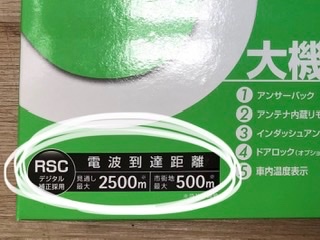 大機
1 アンサーバック
2 アンテナ内蔵リモ
3 インダッシュアン
4 ドアロック(オプショ
5 車内温度表示
RSC
デジタル
補正採用
電波到達距離
見通し最大 2500m※ 市街地最大 500m※